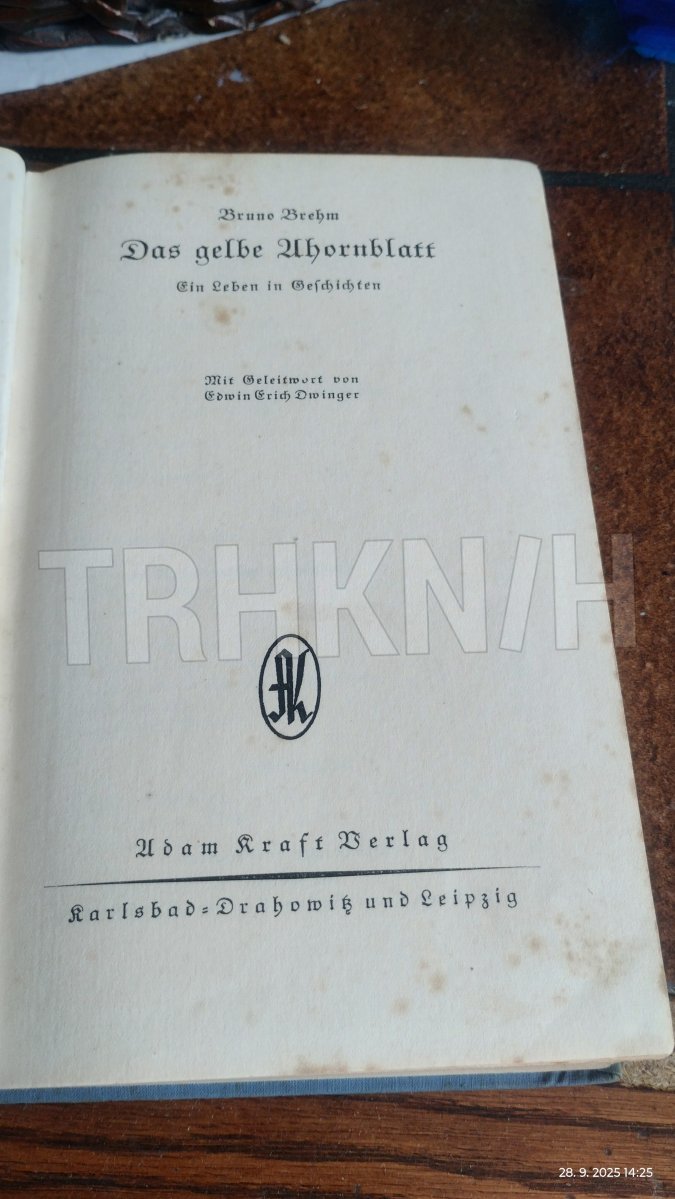 Bruno Brehm
Das gelbe Ahornblatt
Ein Leben in Geschichten
Mit Geleitwort von
Edwin Erich Dwinger
TRHKN/H
AK
Adam Kraft Verlag
Karlsbad=Drahowitz und Leipzig
28. 9. 2025 14:25